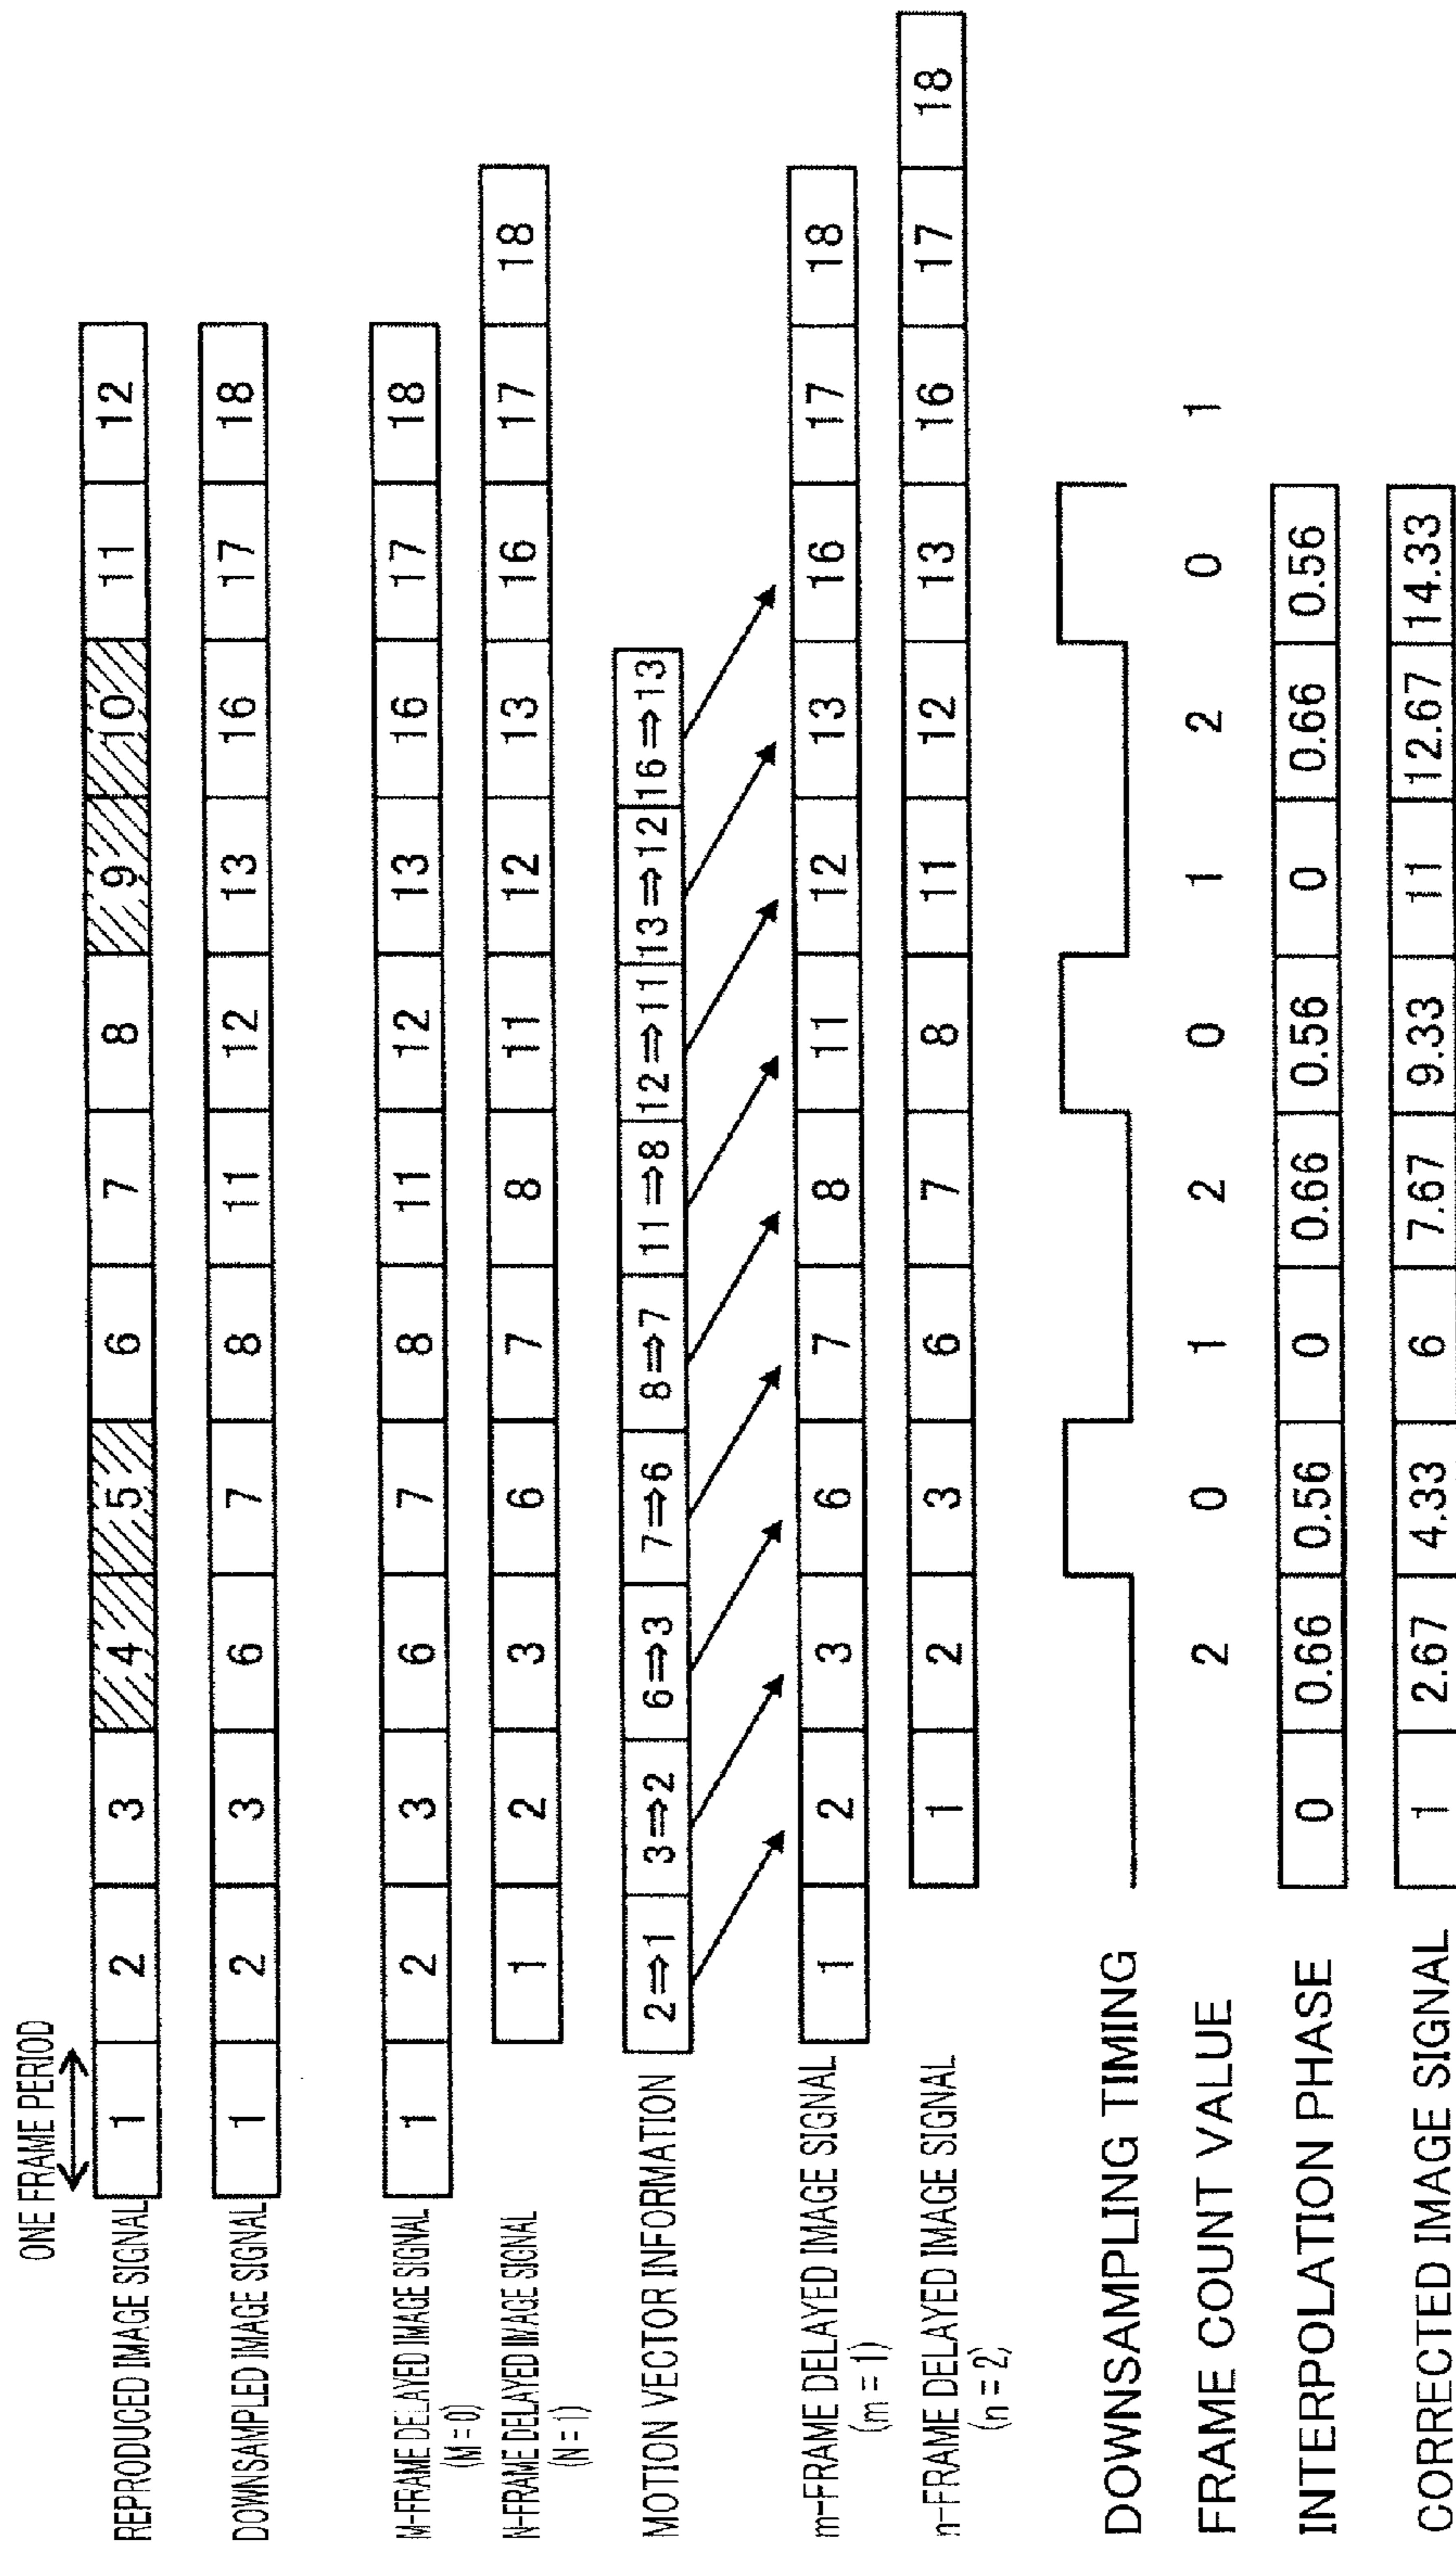 ONE FRAME PERIOD
REPRODUCED IMAGE SIGNAL 1 2 3 4 5 6 7 8 9 10 11 12
DOWNSAMPLED IMAGE SIGNAL 1 2 3 6 7 8 11 12 13 16 17 18
M-FRAME DELAYED IMAGE SIGNAL 1 2 3 6 7 8 11 12 13 16 17 18
(M = 0)
N-FRAME DELAYED IMAGE SIGNAL 1 2 3 6 7 8 11 12 13 16 17 18
(N = 1)
MOTION VECTOR INFORMATION 2⇒1 3⇒2 6⇒3 7⇒6 8⇒7 11⇒8 12⇒11 13⇒12 16⇒13
m-FRAME DELAYED IMAGE SIGNAL 1 2 3 6 7 8 11 12 13 16 17 18
(m = 1)
n-FRAME DELAYED IMAGE SIGNAL 1 2 3 6 7 8 11 12 13 16 17 18
(n = 2)
DOWNSAMPLING TIMING
FRAME COUNT VALUE 2 0 1 2 0 1 2 0 1
INTERPOLATION PHASE 0 0.66 0.56 0 0.66 0.56 0 0.66 0.56
CORRECTED IMAGE SIGNAL 1 2.67 4.33 6 7.67 9.33 11 12.67 14.33